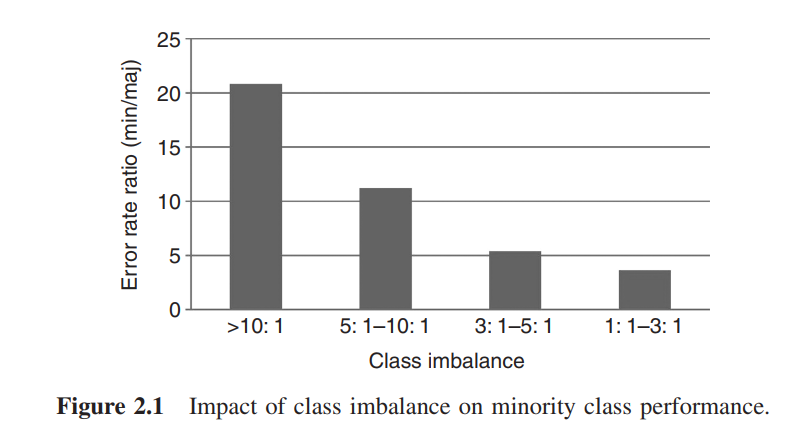 25
20
15
10
5
0
Error rate ratio (min/maj)
>10: 1
5: 1–10: 1
3: 1–5: 1
1: 1–3: 1
Class imbalance
Figure 2.1 Impact of class imbalance on minority class performance.